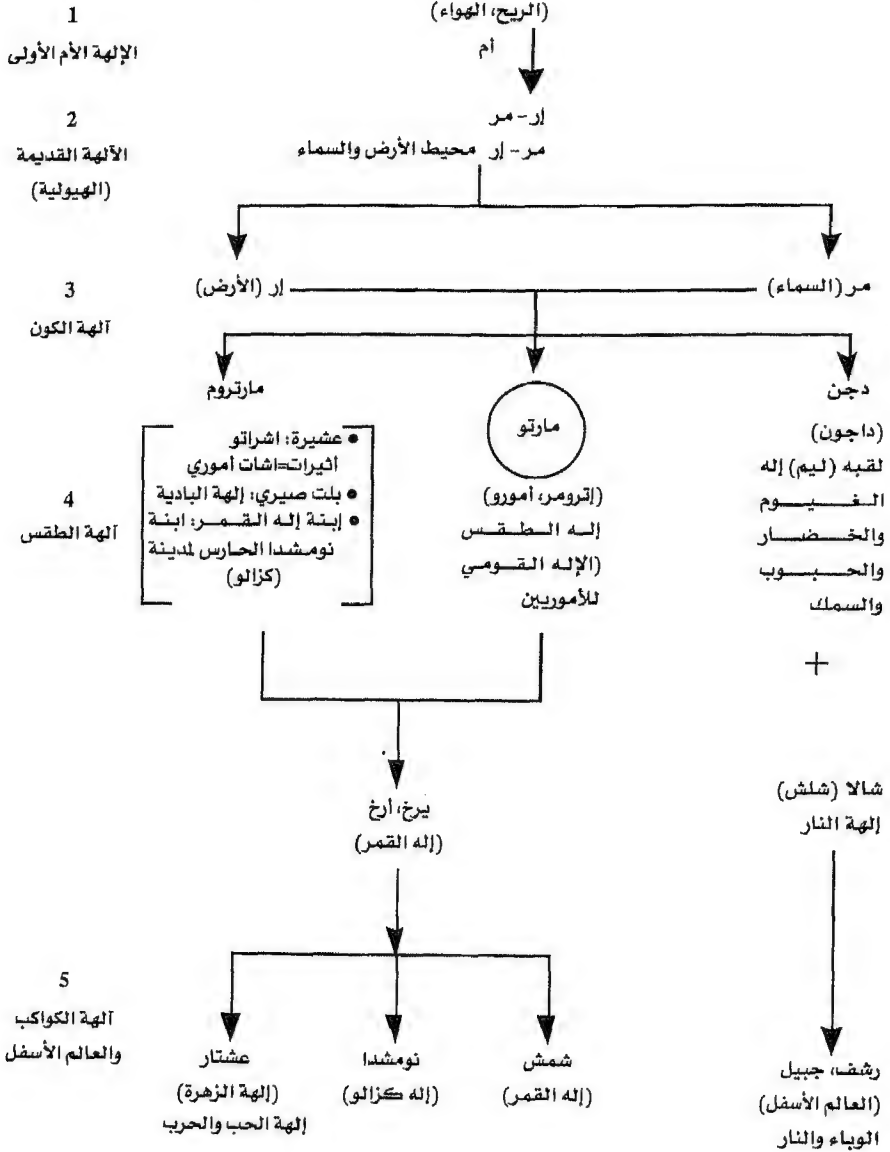 1
الإلهة الأم الأولى
(الريح، الهواء)
أم
2
الآلهة القديمة
(الهيولية)
إر - مر
مر - إر محيط الأرض والسماء
3
آلهة الكون
مر (السماء)
إر (الأرض)
4
آلهة الطقس
دجن
(داجون)
لقبه (ليم) إله
الغيوم
والخضار
والحبوب
والسمك
+
شالا (شلش)
إلهة النار
مارتو
(إترومر، أمورو)
إله الطقس
(الإله القومي
للأموريين
مارتروم
• عشيرة: اشراتو
أثيرات=اشات أموري
• بلت صيري: إلهة البادية
• إبنة إله القمر: ابنة
نومشدا الحارس لمدينة
(كزالو)
يرخ، أرخ
(إله القمر)
5
آلهة الكواكب
والعالم الأسفل
رشف، جبيل
(العالم الأسفل)
الوباء والنار
شمش
(إله القمر)
نومشدا
(إله كزالو)
عشتار
(إلهة الزهرة)
إلهة الحب والحرب